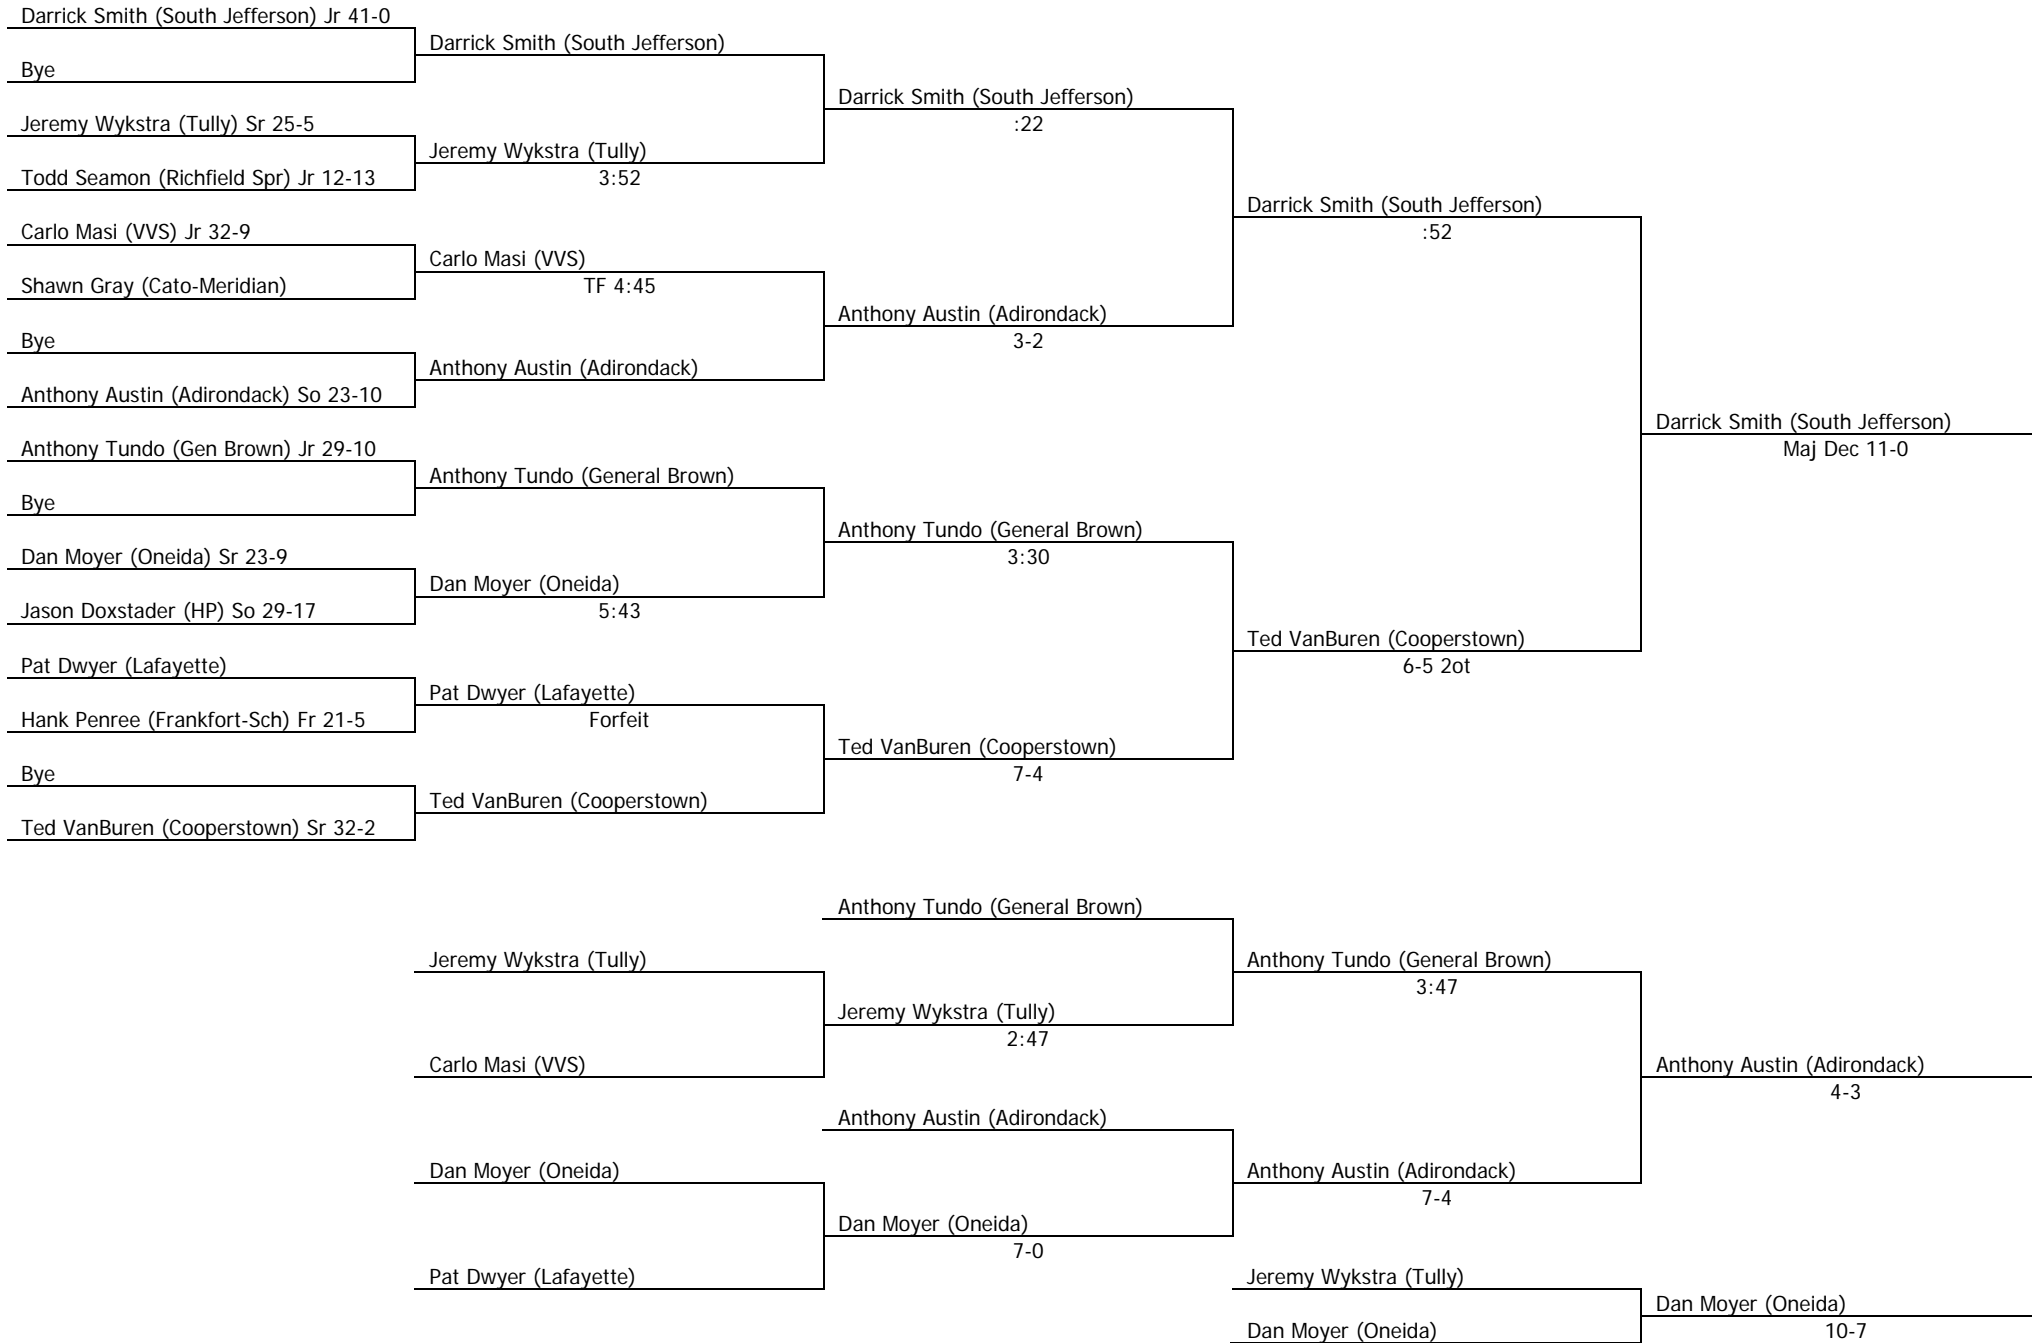 Darrick Smith (South Jefferson) Jr 41-0
Darrick Smith (South Jefferson)
Bye
Darrick Smith (South Jefferson)
:22
Jeremy Wykstra (Tully) Sr 25-5
Jeremy Wykstra (Tully)
3:52
Todd Seamon (Richfield Spr) Jr 12-13
Darrick Smith (South Jefferson)
:52
Carlo Masi (VVS) Jr 32-9
Carlo Masi (VVS)
TF 4:45
Shawn Gray (Cato-Meridian)
Anthony Austin (Adirondack)
3-2
Bye
Anthony Austin (Adirondack)
Anthony Austin (Adirondack) So 23-10
Darrick Smith (South Jefferson)
Maj Dec 11-0
Anthony Tundo (Gen Brown) Jr 29-10
Anthony Tundo (General Brown)
Bye
Anthony Tundo (General Brown)
3:30
Dan Moyer (Oneida) Sr 23-9
Dan Moyer (Oneida)
5:43
Jason Doxstader (HP) So 29-17
Ted VanBuren (Cooperstown)
6-5 2ot
Pat Dwyer (Lafayette)
Pat Dwyer (Lafayette)
Forfeit
Hank Penree (Frankfort-Sch) Fr 21-5
Ted VanBuren (Cooperstown)
7-4
Bye
Ted VanBuren (Cooperstown)
Ted VanBuren (Cooperstown) Sr 32-2
Anthony Tundo (General Brown)
Jeremy Wykstra (Tully)
Anthony Tundo (General Brown)
3:47
Jeremy Wykstra (Tully)
2:47
Carlo Masi (VVS)
Anthony Austin (Adirondack)
4-3
Anthony Austin (Adirondack)
Dan Moyer (Oneida)
Anthony Austin (Adirondack)
7-4
Dan Moyer (Oneida)
7-0
Pat Dwyer (Lafayette)
Jeremy Wykstra (Tully)
Dan Moyer (Oneida)
10-7
Dan Moyer (Oneida)